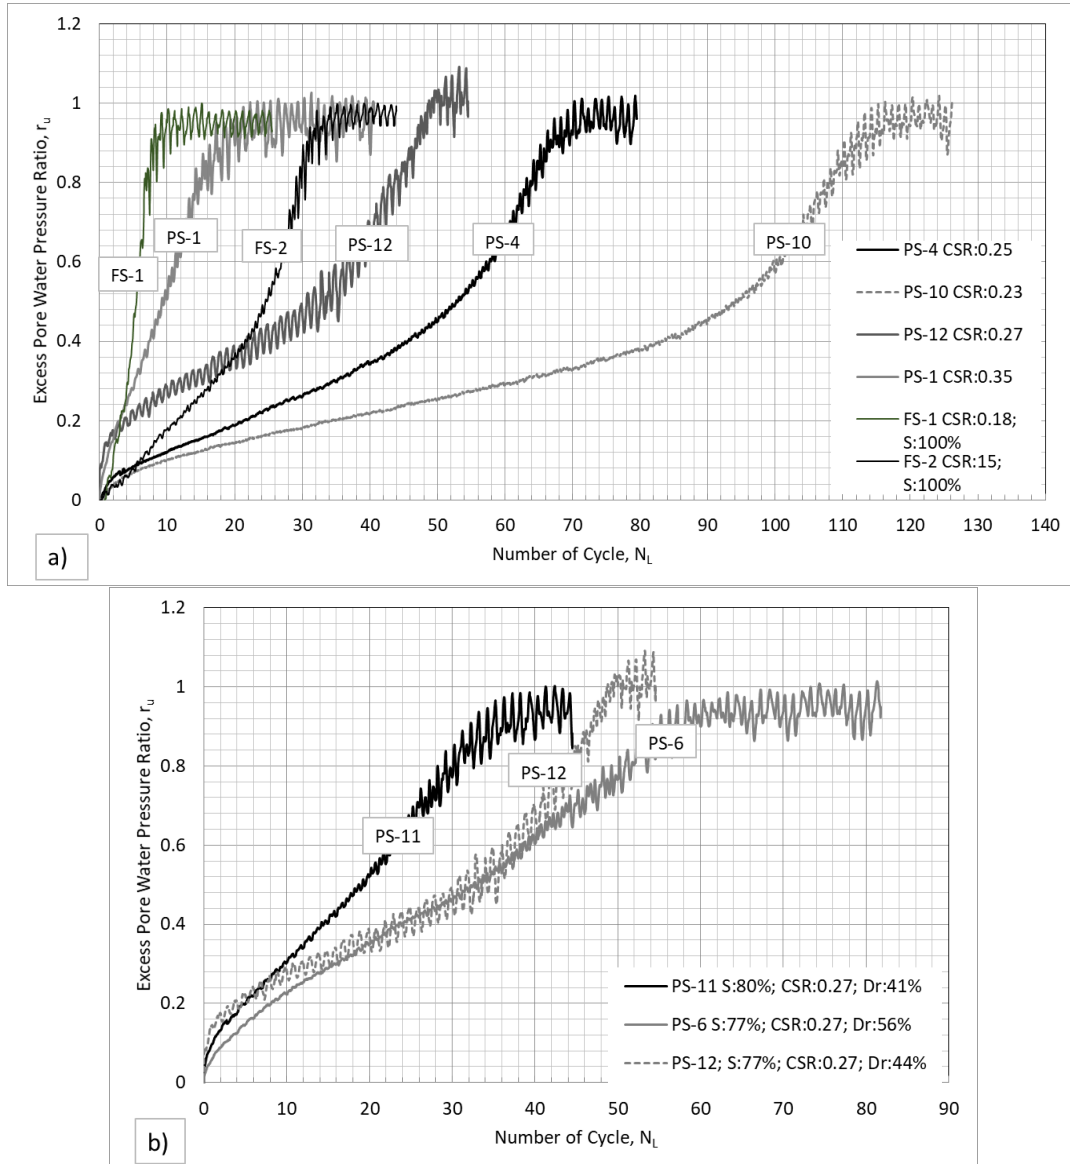 1.2
1
0.8
0.6
0.4
0.2
0
Excess Pore Water Pressure Ratio, ru
FS-1
PS-1
FS-2
PS-12
PS-4
PS-10
PS-4 CSR:0.25
PS-10 CSR:0.23
PS-12 CSR:0.27
PS-1 CSR:0.35
FS-1 CSR:0.18;
S:100%
FS-2 CSR:15;
S:100%
0 10 20 30 40 50 60 70 80 90 100 110 120 130 140
Number of Cycle, NL
a)
1.2
1
0.8
0.6
0.4
0.2
0
Excess Pore Water Pressure Ratio, ru
PS-11
PS-12
PS-6
PS-11 S:80%; CSR:0.27; Dr:41%
PS-6 S:77%; CSR:0.27; Dr:56%
PS-12; S:77%; CSR:0.27; Dr:44%
0 10 20 30 40 50 60 70 80 90
Number of Cycle, NL
b)